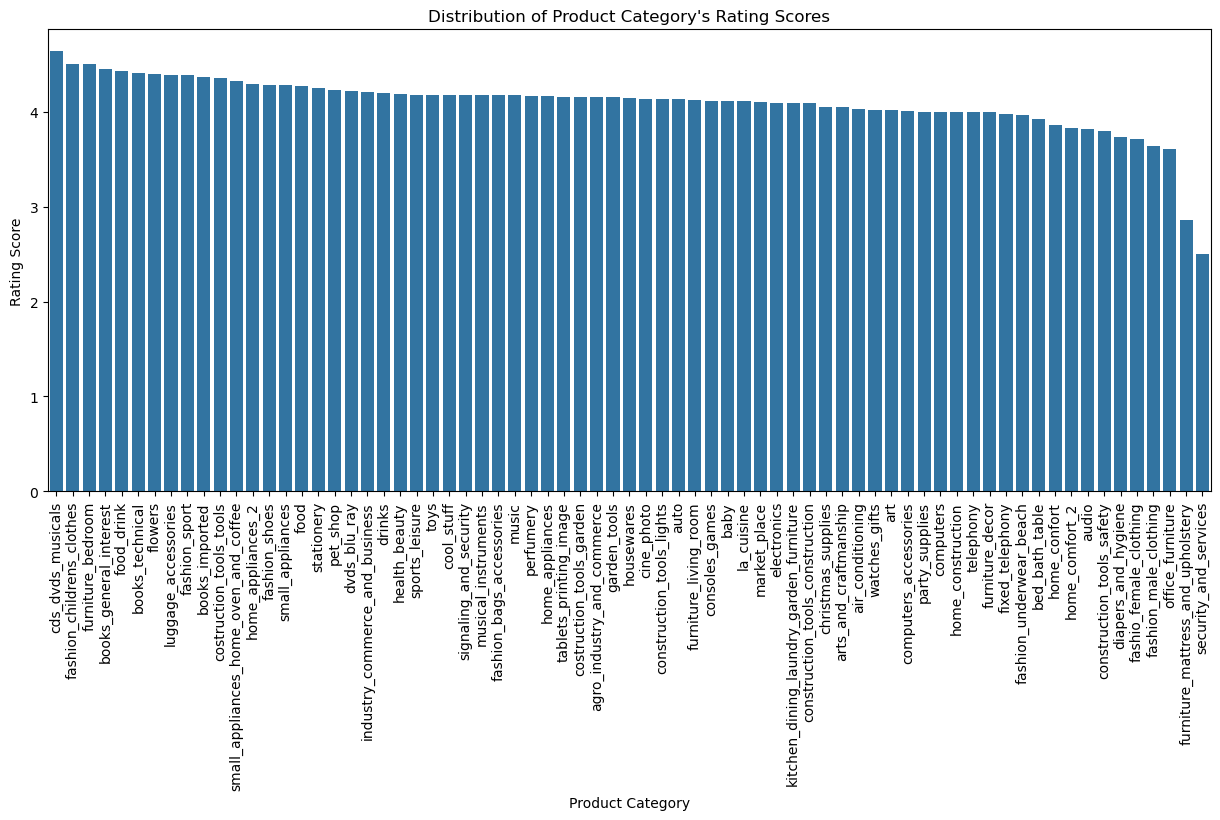 Distribution of Product Category's Rating Scores
Rating Score
4
3
2
1
0
cds_dvds_musicals
fashion_childrens_clothes
furniture_bedroom
books_general_interest
food_drink
books_technical
flowers
luggage_accessories
fashion_sport
books_imported
costruction_tools_tools
small_appliances_home_oven_and_coffee
home_appliances_2
fashion_shoes
small_appliances
food
stationery
pet_shop
dvds_blu_ray
industry_commerce_and_business
drinks
health_beauty
sports_leisure
toys
cool_stuff
signaling_and_security
musical_instruments
fashion_bags_accessories
music
perfumery
home_appliances
tablets_printing_image
costruction_tools_garden
agro_industry_and_commerce
garden_tools
housewares
cine_photo
construction_tools_lights
auto
furniture_living_room
consoles_games
baby
la_cuisine
market_place
electronics
kitchen_dining_laundry_garden_furniture
construction_tools_construction
christmas_supplies
arts_and_craftmanship
air_conditioning
watches_gifts
art
computers_accessories
party_supplies
computers
home_construction
telephony
furniture_decor
fixed_telephony
fashion_underwear_beach
bed_bath_table
home_confort
home_comfort_2
audio
construction_tools_safety
diapers_and_hygiene
fashio_female_clothing
fashion_male_clothing
office_furniture
furniture_mattress_and_upholstery
security_and_services
Product Category